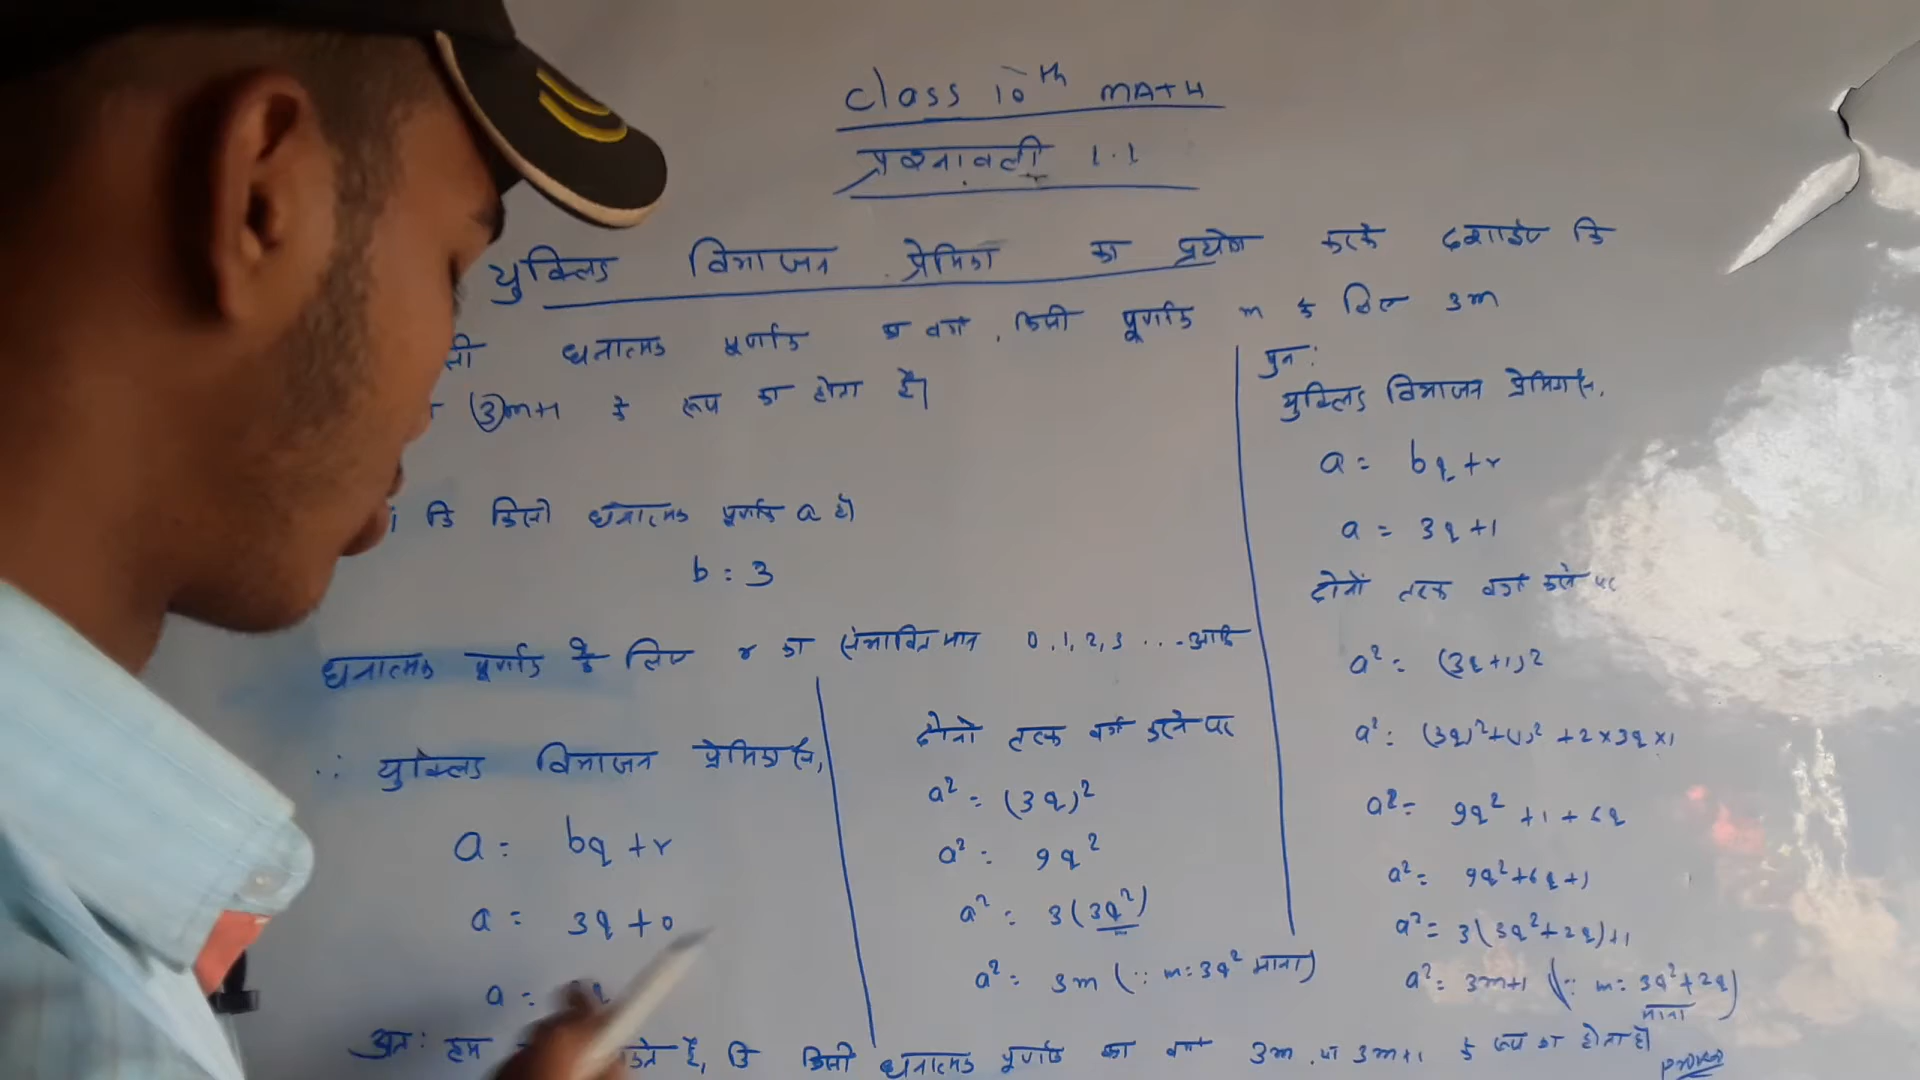 class 10th MATH
प्रश्नावली 1.1
युक्लिड विभाजन प्रेमिका का प्रयोग करके दर्शाइए कि
धनात्मक पूर्णांक का वर्ग, किसी पूर्णांक m के लिए 3m
3m+1 के रूप का होता है।
कि किसी धनात्मक पूर्णांक a है।
b = 3
धनात्मक पूर्णांक के लिए r का संभावित मान 0, 1, 2, 3 ... आदि
∴ युक्लिड विभाजन प्रेमिका से,
a = bq + r
a = 3q + 0
a =
दोनों तरफ वर्ग करने पर
a² = (3q)²
a² = 9q²
a² = 3(3q²)
a² = 3m (∵ m = 3q² माना)
पुन:
युक्लिड विभाजन प्रेमिका से,
a = bq + r
a = 3q + 1
दोनों तरफ वर्ग करने पर
a² = (3q+1)²
a² = (3q)² + (1)² + 2×3q×1
a² = 9q² + 1 + 6q
a² = 9q² + 6q + 1
a² = 3(3q² + 2q) + 1
a² = 3m+1 (∵ m = 3q² + 2q)
माना
अत: हम है, कि किसी धनात्मक पूर्णांक का वर्ग 3m या 3m+1 के रूप का होता है।